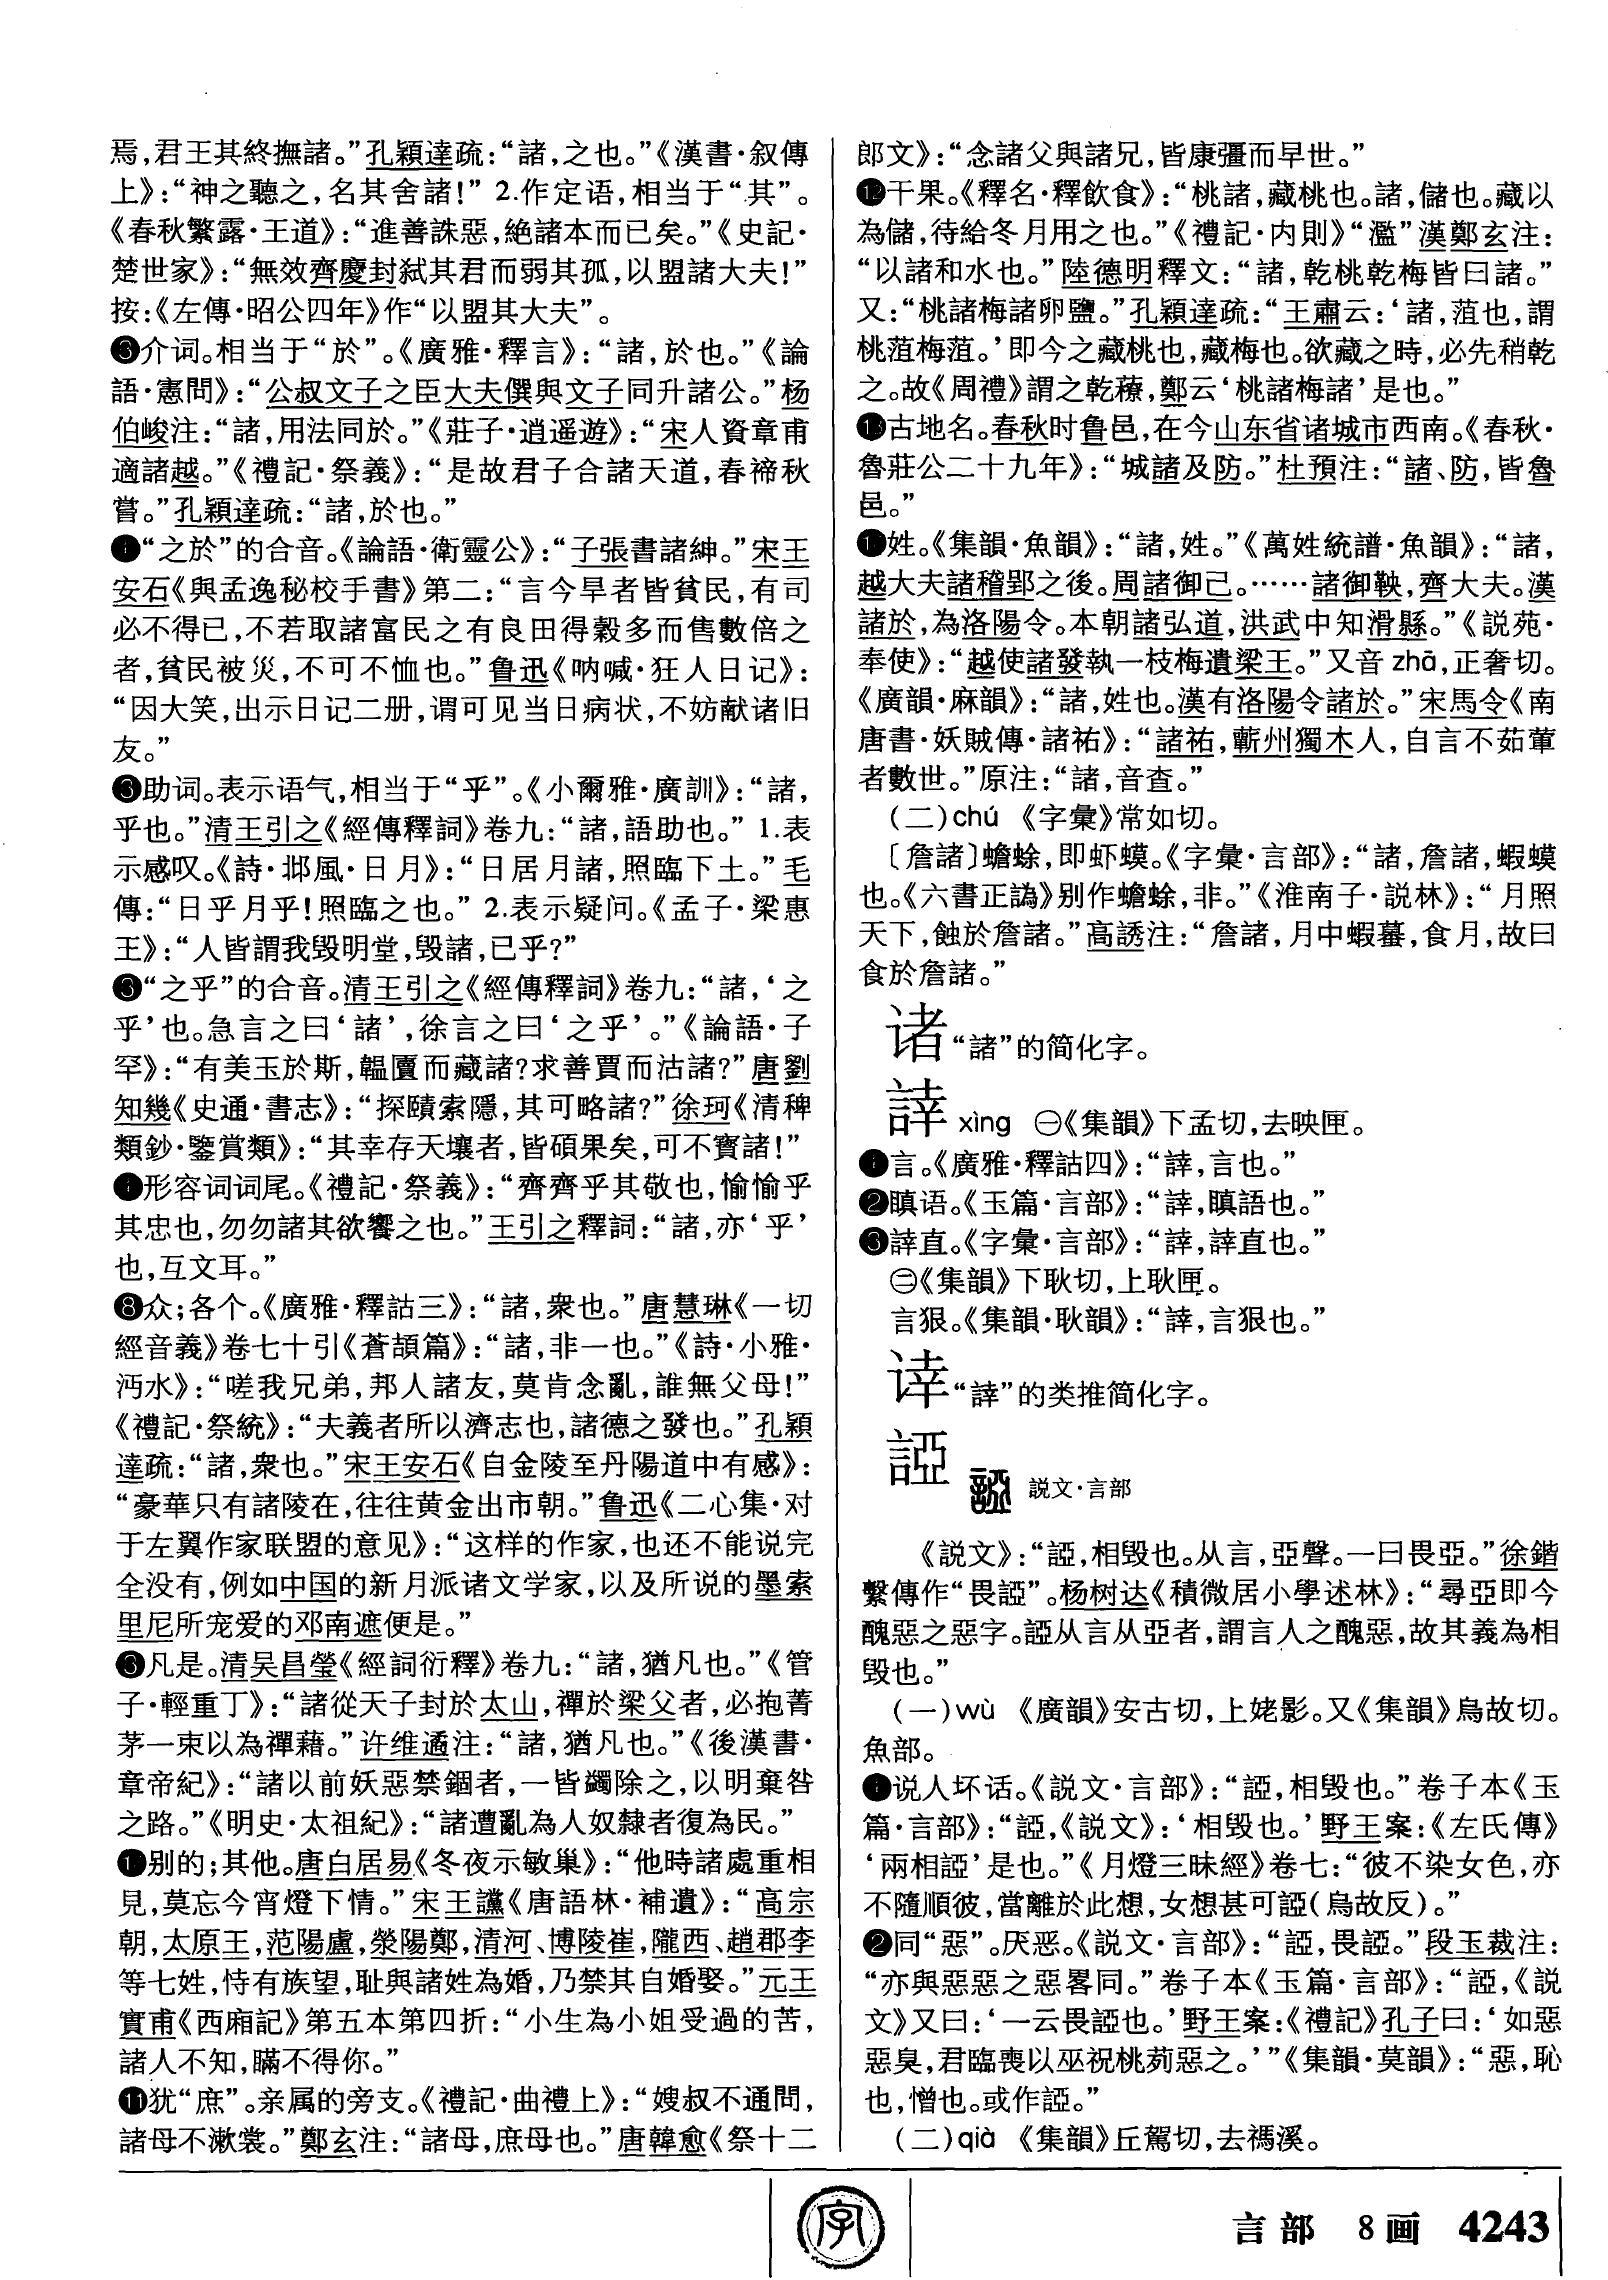 焉,君王其終撫諸。”孔穎達疏:“諸,之也。”《漢書·叙傳
上》:“神之聽之,名其舍諸!” 2.作定语,相当于“其”。
《春秋繁露·王道》:“進善誅惡,絶諸本而已矣。”《史記·
楚世家》:“無效齊慶封弑其君而弱其孤,以盟諸大夫!”
按:《左傳·昭公四年》作“以盟其大夫”。
❸介词。相当于“於”。《廣雅·釋言》:“諸,於也。”《論
語·憲問》:“公叔文子之臣大夫僎與文子同升諸公。”杨
伯峻注:“諸,用法同於。”《莊子·逍遥遊》:“宋人資章甫
適諸越。”《禮記·祭義》:“是故君子合諸天道,春禘秋
嘗。”孔穎達疏:“諸,於也。”
“之於”的合音。《論語·衛靈公》:“子張書諸紳。”宋王
安石《與孟逸秘校手書》第二:“言今旱者皆貧民,有司
必不得已,不若取諸富民之有良田得穀多而售數倍之
者,貧民被災,不可不恤也。”鲁迅《呐喊·狂人日记》:
“因大笑,出示日记二册,谓可见当日病状,不妨献诸旧
友。”
❸助词。表示语气,相当于“乎”。《小爾雅·廣訓》:“諸,
乎也。”清王引之《經傳釋詞》卷九:“諸,語助也。” 1.表
示感叹。《詩·邶風·日月》:“日居月諸,照臨下土。”毛
傳:“日乎月乎!照臨之也。” 2.表示疑问。《孟子·梁惠
王》:“人皆謂我毁明堂,毁諸,已乎?”
❸“之乎”的合音。清王引之《經傳釋詞》卷九:“諸,‘之
乎’也。急言之曰‘諸’,徐言之曰‘之乎’。”《論語·子
罕》:“有美玉於斯,韞匵而藏諸?求善賈而沽諸?”唐劉
知幾《史通·書志》:“探賾索隱,其可略諸?”徐珂《清稗
類鈔·鑒賞類》:“其幸存天壤者,皆碩果矣,可不寳諸!”
形容词词尾。《禮記·祭義》:“齊齊乎其敬也,愉愉乎
其忠也,勿勿諸其欲饗之也。”王引之釋詞:“諸,亦‘乎’
也,互文耳。”
❽众;各个。《廣雅·釋詁三》:“諸,衆也。”唐慧琳《一切
經音義》卷七十引《蒼頡篇》:“諸,非一也。”《詩·小雅·
沔水》:“嗟我兄弟,邦人諸友,莫肯念亂,誰無父母!”
《禮記·祭統》:“夫義者所以濟志也,諸德之發也。”孔穎
達疏:“諸,衆也。”宋王安石《自金陵至丹陽道中有感》:
“豪華只有諸陵在,往往黄金出市朝。”鲁迅《二心集·对
于左翼作家联盟的意见》:“这样的作家,也还不能说完
全没有,例如中国的新月派诸文学家,以及所说的墨索
里尼所宠爱的邓南遮便是。”
❸凡是。清吴昌瑩《經詞衍釋》卷九:“諸,猶凡也。”《管
子·輕重丁》:“諸從天子封於太山,禪於梁父者,必抱菁
茅一束以為禪藉。”许维遹注:“諸,猶凡也。”《後漢書·
章帝紀》:“諸以前妖惡禁錮者,一皆蠲除之,以明棄咎
之路。”《明史·太祖紀》:“諸遭亂為人奴隸者復為民。”
别的;其他。唐白居易《冬夜示敏巢》:“他時諸處重相
見,莫忘今宵燈下情。”宋王讜《唐語林·補遺》:“高宗
朝,太原王,范陽盧,滎陽鄭,清河、博陵崔,隴西、趙郡李
等七姓,恃有族望,耻與諸姓為婚,乃禁其自婚娶。”元王
實甫《西廂記》第五本第四折:“小生為小姐受過的苦,
諸人不知,瞞不得你。”
⓫犹“庶”。亲属的旁支。《禮記·曲禮上》:“嫂叔不通問,
諸母不漱裳。”鄭玄注:“諸母,庶母也。”唐韓愈《祭十二
郎文》:“念諸父與諸兄,皆康彊而早世。”
⓬干果。《釋名·釋飲食》:“桃諸,藏桃也。諸,儲也。藏以
為儲,待給冬月用之也。”《禮記·内則》“濫”漢鄭玄注:
“以諸和水也。”陸德明釋文:“諸,乾桃乾梅皆曰諸。”
又:“桃諸梅諸卵鹽。”孔穎達疏:“王肅云:‘諸,菹也,謂
桃菹梅菹。’即今之藏桃也,藏梅也。欲藏之時,必先稍乾
之。故《周禮》謂之乾䕩,鄭云‘桃諸梅諸’是也。”
⓭古地名。春秋时鲁邑,在今山东省诸城市西南。《春秋·
魯莊公二十九年》:“城諸及防。”杜預注:“諸、防,皆魯
邑。”
姓。《集韻·魚韻》:“諸,姓。”《萬姓統譜·魚韻》:“諸,
越大夫諸稽郢之後。周諸御己。……諸御鞅,齊大夫。漢
諸於,為洛陽令。本朝諸弘道,洪武中知滑縣。”《説苑·
奉使》:“越使諸發執一枝梅遺梁王。”又音 zhā,正奢切。
《廣韻·麻韻》:“諸,姓也。漢有洛陽令諸於。”宋馬令《南
唐書·妖賊傳·諸祐》:“諸祐,蘄州獨木人,自言不茹葷
者數世。”原注:“諸,音查。”
(二)chú 《字彙》常如切。
〔詹諸〕蟾蜍,即虾蟆。《字彙·言部》:“諸,詹諸,蝦蟆
也。《六書正譌》别作蟾蜍,非。”《淮南子·説林》:“月照
天下,蝕於詹諸。”高誘注:“詹諸,月中蝦蟇,食月,故曰
食於詹諸。”
诸 “諸”的简化字。
䛭 xìng ㊀《集韻》下孟切,去映匣。
言。《廣雅·釋詁四》:“䛭,言也。”
❷瞋语。《玉篇·言部》:“䛭,瞋語也。”
❸䛭直。《字彙·言部》:“䛭,䛭直也。”
㊁《集韻》下耿切,上耿匣。
言狠。《集韻·耿韻》:“䛭,言狠也。”
“䛭”的类推简化字。
諲 説文·言部
《説文》:“䛩,相毁也。从言,亞聲。一曰畏亞。”徐鍇
繫傳作“畏䛩”。杨树达《積微居小學述林》:“尋亞即今
醜惡之惡字。䛩从言从亞者,謂言人之醜惡,故其義為相
毁也。”
(一)wù 《廣韻》安古切,上姥影。又《集韻》烏故切。
魚部。
说人坏话。《説文·言部》:“䛩,相毁也。”卷子本《玉
篇·言部》:“䛩,《説文》:‘相毁也。’野王案:《左氏傳》
‘兩相䛩’是也。”《月燈三昧經》卷七:“彼不染女色,亦
不隨順彼,當離於此想,女想甚可䛩(烏故反)。”
❷同“惡”。厌恶。《説文·言部》:“䛩,畏䛩。”段玉裁注:
“亦與惡惡之惡畧同。”卷子本《玉篇·言部》:“䛩,《説
文》又曰:‘一云畏䛩也。’野王案:《禮記》孔子曰:‘如惡
惡臭,君臨喪以巫祝桃茢惡之。’”《集韻·莫韻》:“惡,恥
也,憎也。或作䛩。”
(二)qià 《集韻》丘駕切,去禡溪。
字
言部 8画 4243